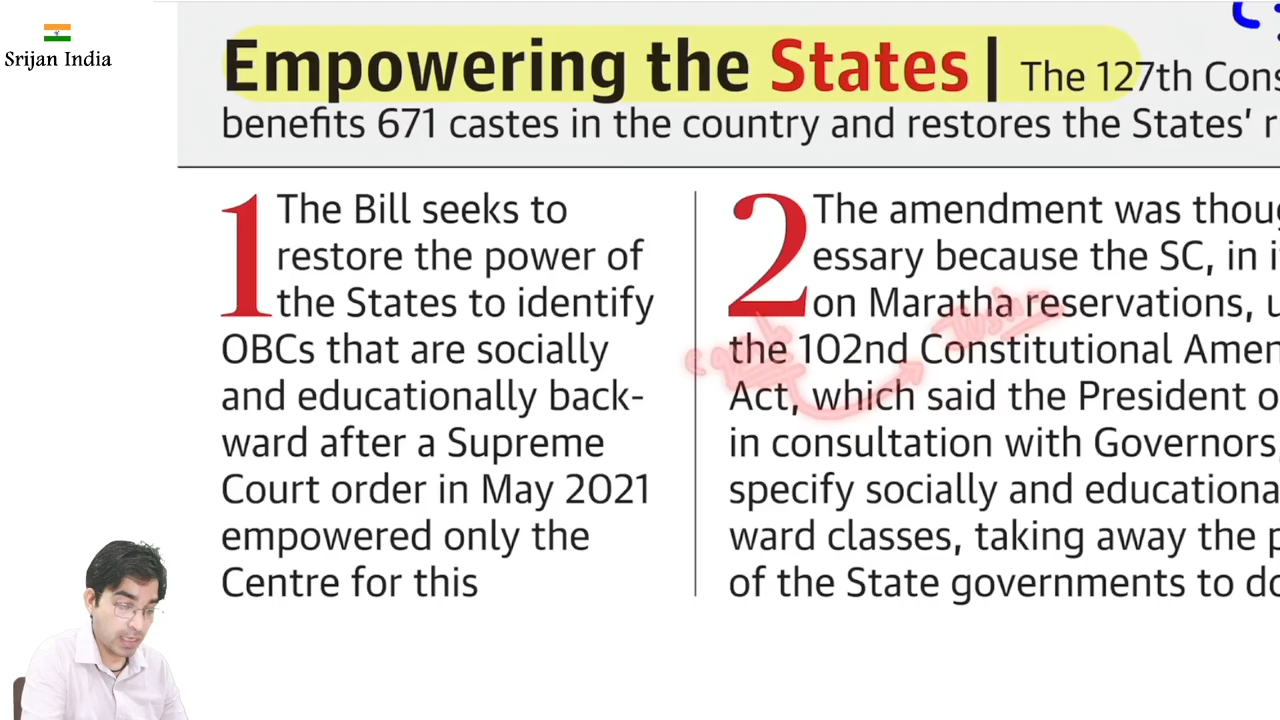 Srijan India
Empowering the States | The 127th Cons
benefits 671 castes in the country and restores the States' r
1 The Bill seeks to
restore the power of
the States to identify
OBCs that are socially
and educationally back-
ward after a Supreme
Court order in May 2021
empowered only the
Centre for this
2 The amendment was thoug
essary because the SC, in i
on Maratha reservations, u
the 102nd Constitutional Amen
Act, which said the President o
in consultation with Governors,
specify socially and educationa
ward classes, taking away the p
of the State governments to do